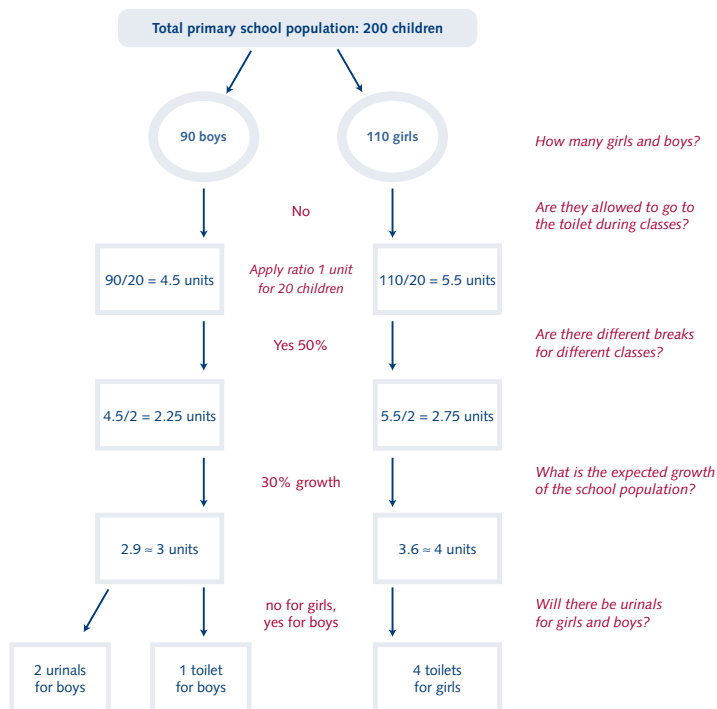 Total primary school population: 200 children
90 boys
110 girls
How many girls and boys?
No
Are they allowed to go to
the toilet during classes?
90/20 = 4.5 units
Apply ratio 1 unit
for 20 children
110/20 = 5.5 units
Yes 50%
Are there different breaks
for different classes?
4.5/2 = 2.25 units
5.5/2 = 2.75 units
30% growth
What is the expected growth
of the school population?
2.9 ≈ 3 units
3.6 ≈ 4 units
no for girls,
yes for boys
Will there be urinals
for girls and boys?
2 urinals
for boys
1 toilet
for boys
4 toilets
for girls